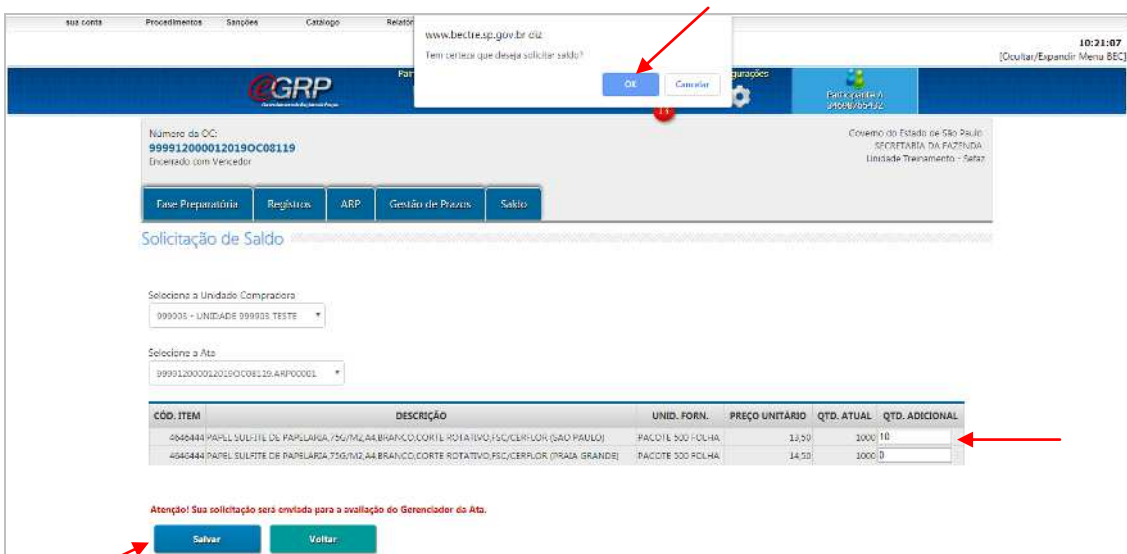 sua conta Procedimentos Sanções Catálogo Relatór
www.bectre.sp.gov.br diz
Tem certeza que deseja solicitar saldo?
OK Cancelar
10:21:07
[Ocultar/Expandir Menu BEC]
eGRP
Par
gurações
Participante A
13
Número da OC:
999912000012019OC08119
Encerrado com Vencedor
Governo do Estado de São Paulo
SECRETARIA DA FAZENDA
Unidade Treinamento - Sefaz
Fase Preparatória Registros ARP Gestão de Prazos Saldo
Solicitação de Saldo
Selecione a Unidade Compradora
999903 - UNIDADE 999903 TESTE
Selecione a Ata
999912000012019OC08119.ARP00001
CÓD. ITEM DESCRIÇÃO UNID. FORN. PREÇO UNITÁRIO QTD. ATUAL QTD. ADICIONAL
4646444 PAPEL SULFITE DE PAPELARIA,75G/M2,A4,BRANCO,CORTE ROTATIVO,FSC/CERFLOR (SAO PAULO) PACOTE 500 FOLHA 13,50 1000 10
4646444 PAPEL SULFITE DE PAPELARIA,75G/M2,A4,BRANCO,CORTE ROTATIVO,FSC/CERFLOR (PRAIA GRANDE) PACOTE 500 FOLHA 14,50 1000 0
Atenção! Sua solicitação será enviada para a avaliação do Gerenciador da Ata.
Salvar Voltar